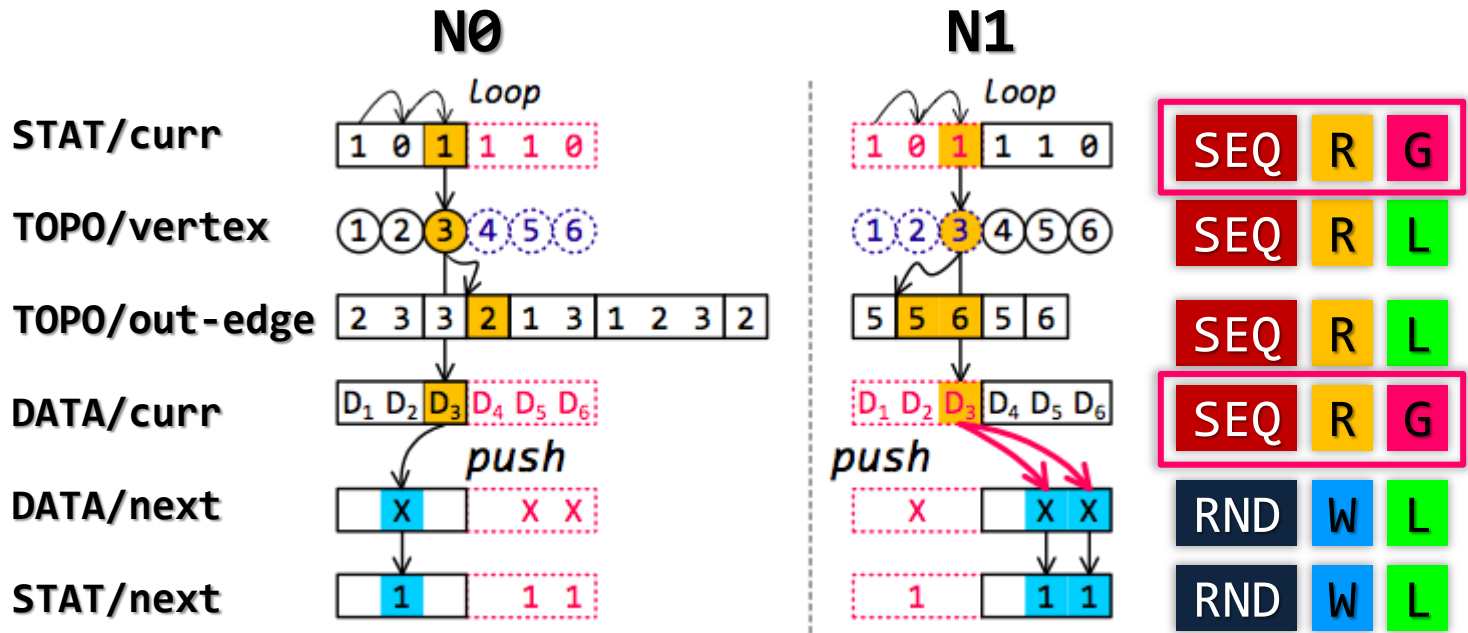 N0 N1
loop loop
STAT/curr 1 0 1 1 1 0 1 0 1 1 1 0 SEQ R G
TOPO/vertex 1 2 3 4 5 6 1 2 3 4 5 6 SEQ R L
TOPO/out-edge 2 3 3 2 1 3 1 2 3 2 5 5 6 5 6 SEQ R L
DATA/curr D₁ D₂ D₃ D₄ D₅ D₆ D₁ D₂ D₃ D₄ D₅ D₆ SEQ R G
push push
DATA/next X X X X X X RND W L
STAT/next 1 1 1 1 1 1 RND W L